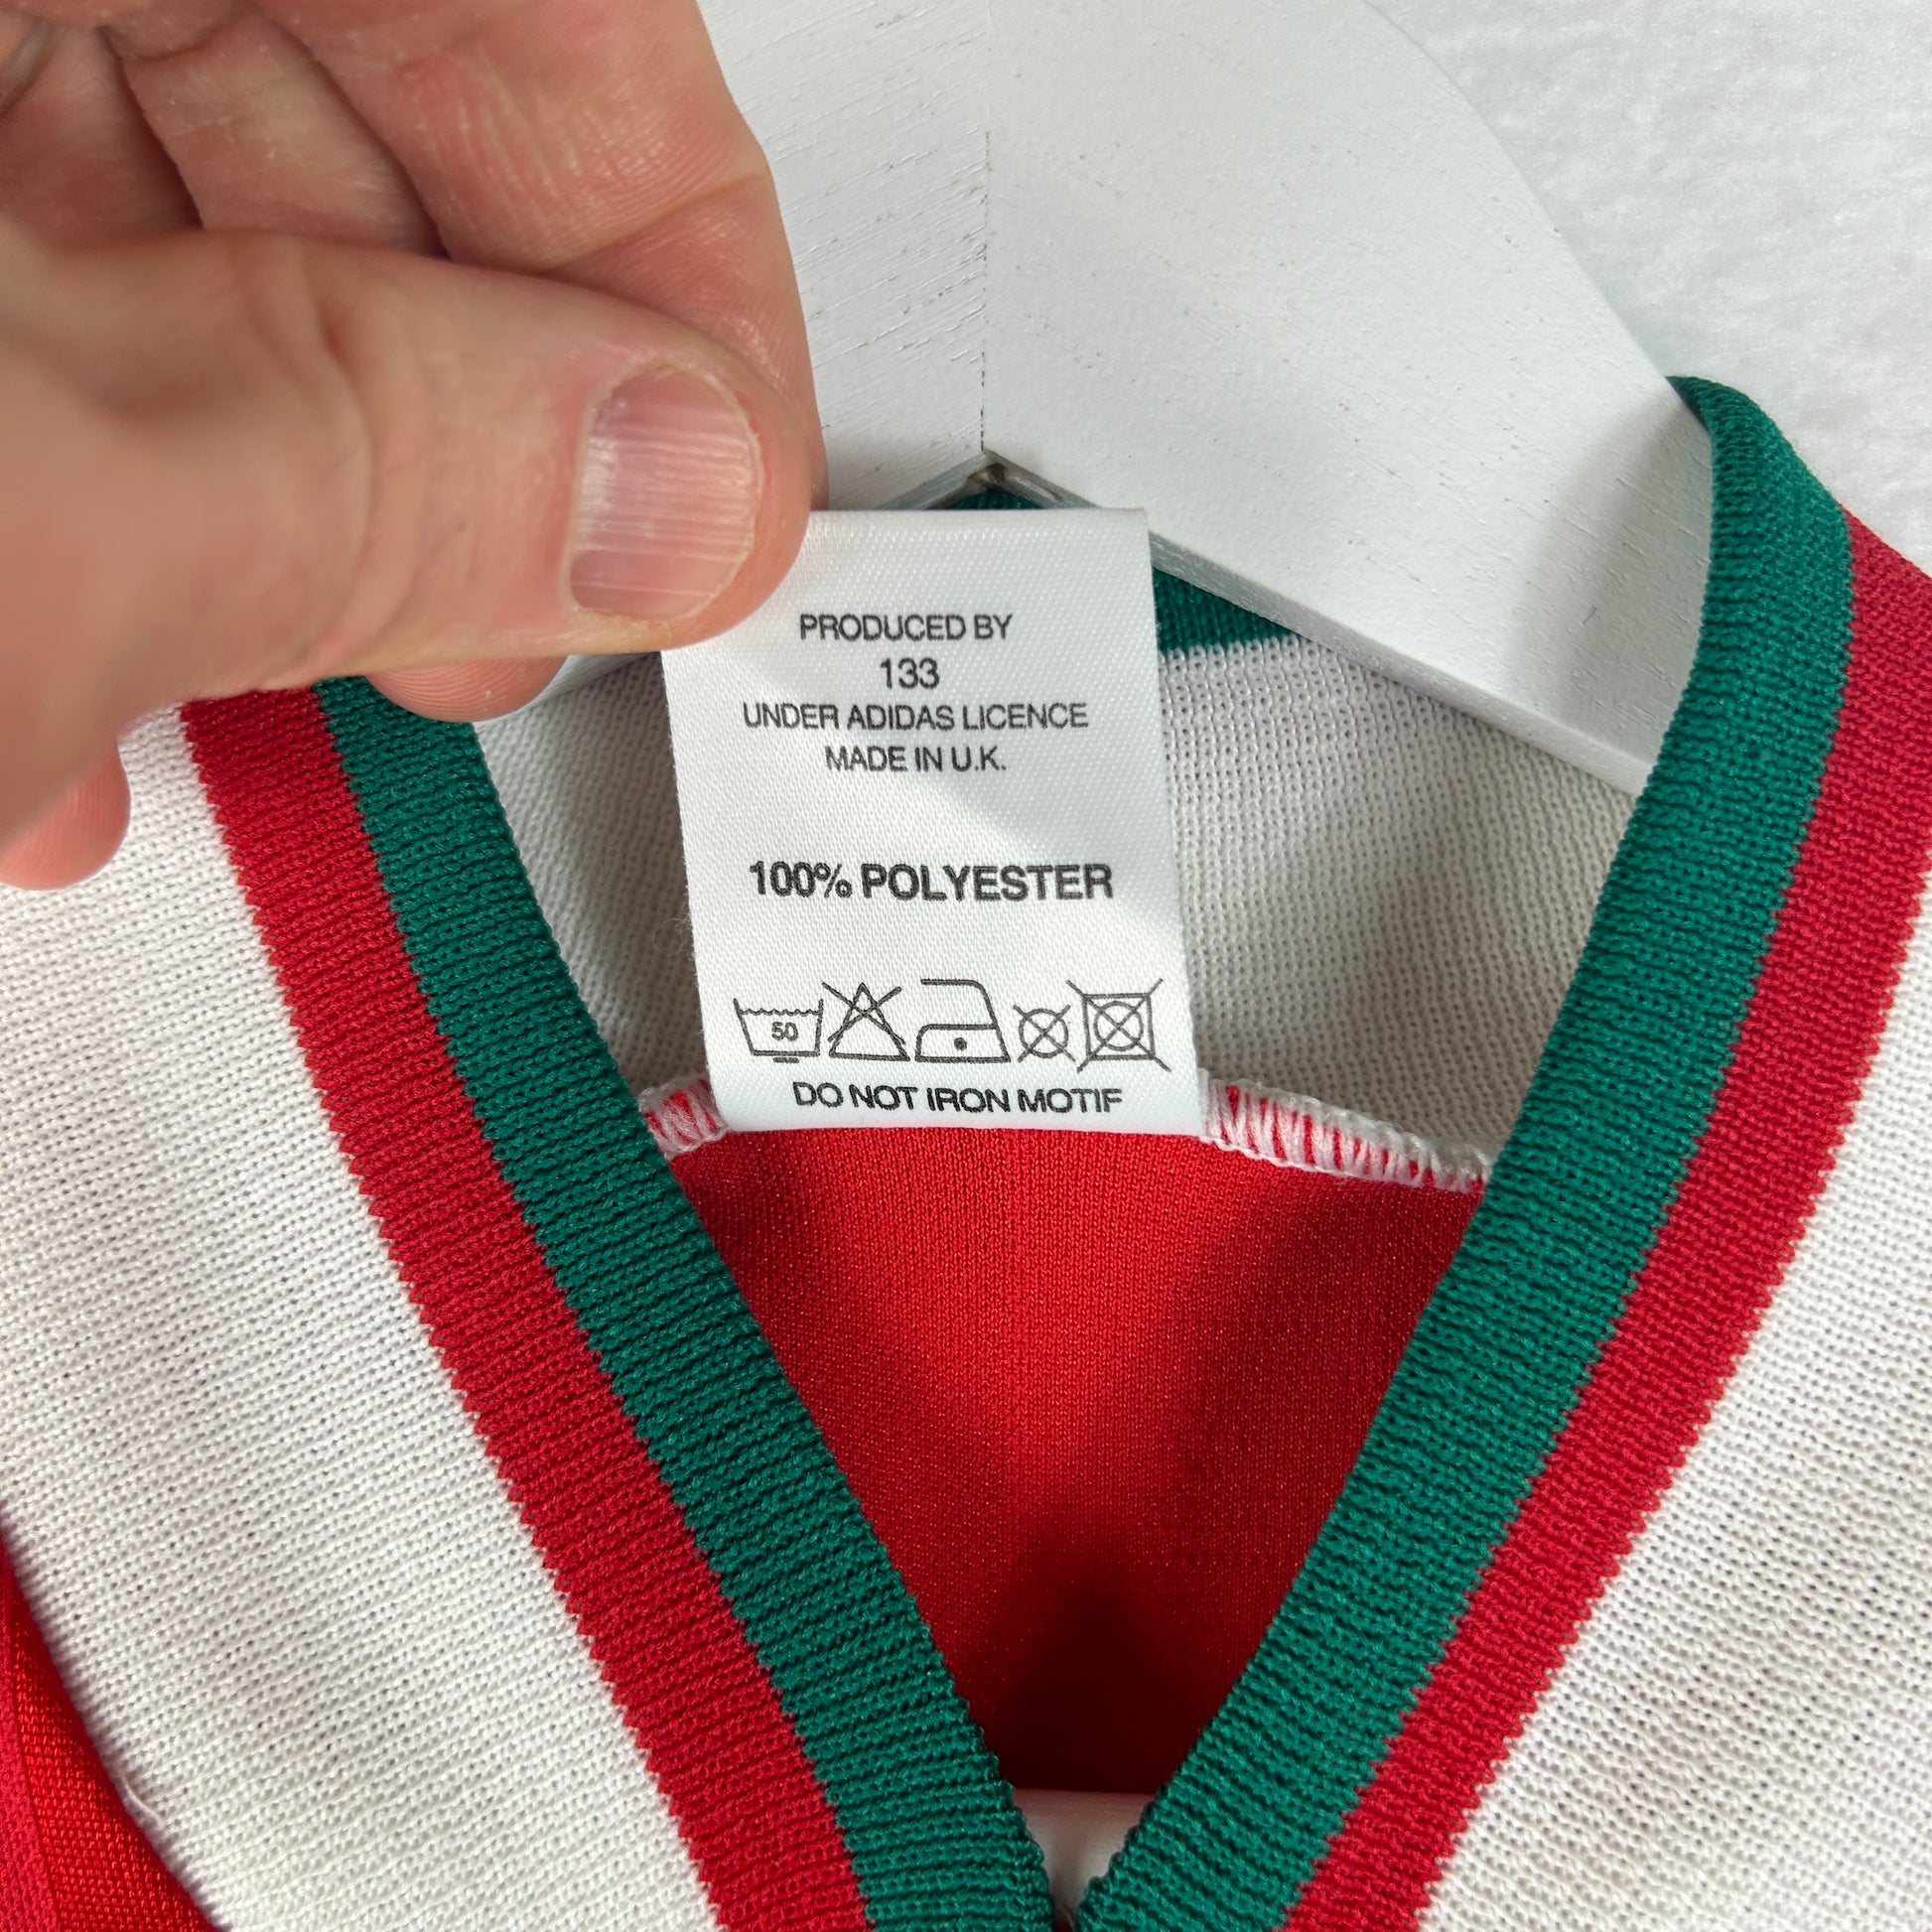 PRODUCED BY
133
UNDER ADIDAS LICENCE
MADE IN U.K.
100% POLYESTER
50
DO NOT IRON MOTIF